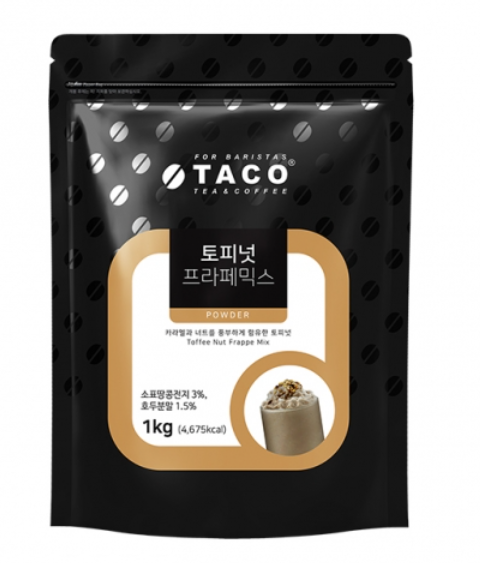 FOR BARISTAS
TACO®
TEA & COFFEE
토피넛
프라페믹스
POWDER
카라멜과 너트를 풍부하게 함유한 토피넛
Toffee Nut Frappe Mix
소표땅콩전지 3%,
호두분말 1.5%
1kg (4,675kcal)